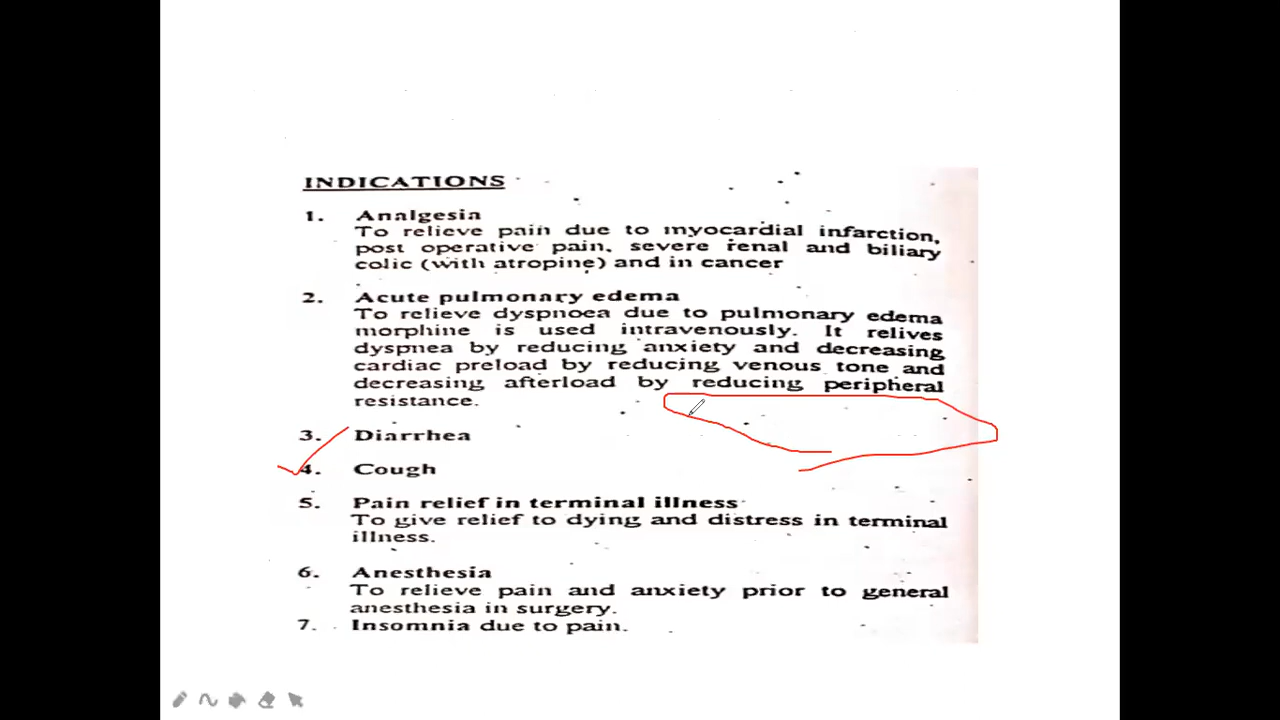 INDICATIONS
1. Analgesia
To relieve pain due to myocardial infarction,
post operative pain, severe renal and biliary
colic (with atropine) and in cancer
2. Acute pulmonary edema
To relieve dyspnoea due to pulmonary edema
morphine is used intravenously. It relives
dyspnea by reducing anxiety and decreasing
cardiac preload by reducing venous tone and
decreasing afterload by reducing peripheral
resistance.
3. Diarrhea
4. Cough
5. Pain relief in terminal illness
To give relief to dying and distress in terminal
illness.
6. Anesthesia
To relieve pain and anxiety prior to general
anesthesia in surgery.
7. Insomnia due to pain.